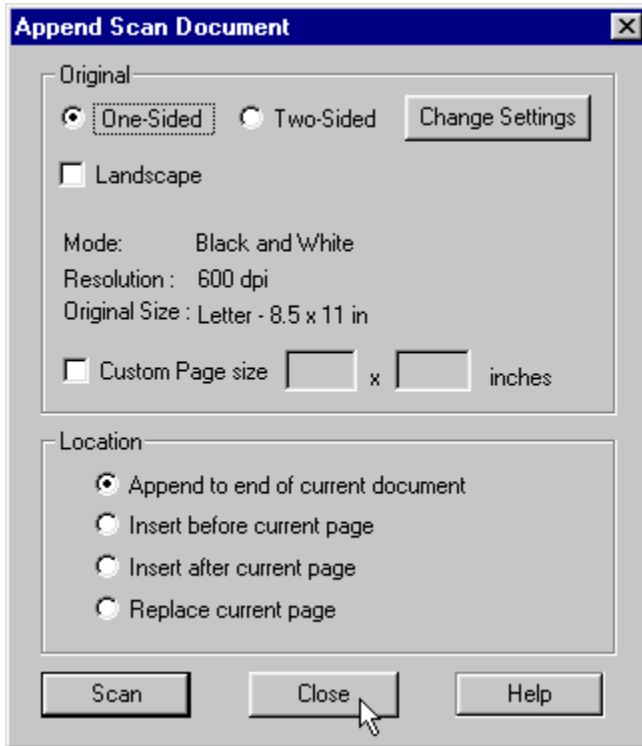 Append Scan Document
Original
One-Sided Two-Sided Change Settings
Landscape
Mode: Black and White
Resolution : 600 dpi
Original Size : Letter - 8.5 x 11 in
Custom Page size x inches
Location
Append to end of current document
Insert before current page
Insert after current page
Replace current page
Scan Close Help